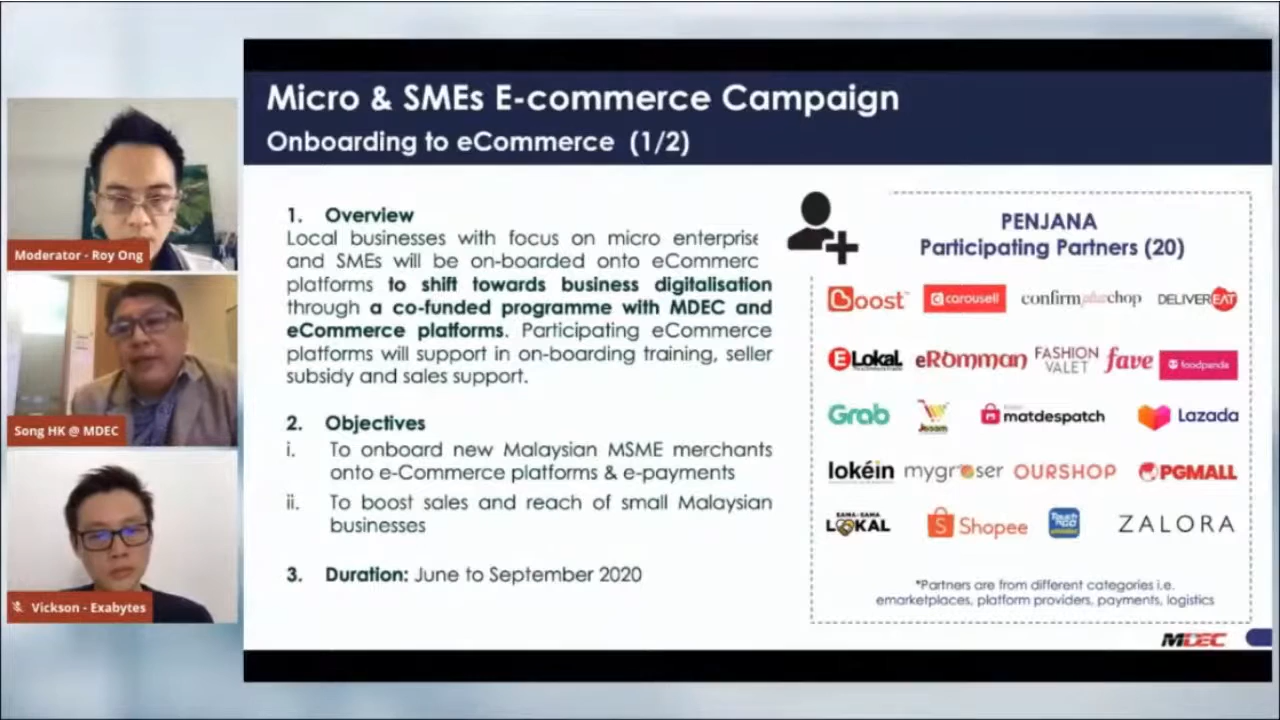 Micro & SMEs E-commerce Campaign
Onboarding to eCommerce (1/2)
Moderator - Roy Ong
Song HK @ MDEC
Vickson - Exabytes
1. Overview
Local businesses with focus on micro enterprise
and SMEs will be on-boarded onto eCommerc
platforms to shift towards business digitalisation
through a co-funded programme with MDEC and
eCommerce platforms. Participating eCommerce
platforms will support in on-boarding training, seller
subsidy and sales support.
2. Objectives
i. To onboard new Malaysian MSME merchants
onto e-Commerce platforms & e-payments
ii. To boost sales and reach of small Malaysian
businesses
3. Duration: June to September 2020
PENJANA
Participating Partners (20)
Boost carousell confirm plus chop DELIVEREAT
eLOKAL eRomman FASHION VALET fave foodpanda
Grab Jocom matdespatch Lazada
lokéin mygroser OURSHOP PGMALL
SAMA-SAMA LOKAL Shopee Touch 'n GO ZALORA
*Partners are from different categories i.e.
emarketplaces, platform providers, payments, logistics
MDEC